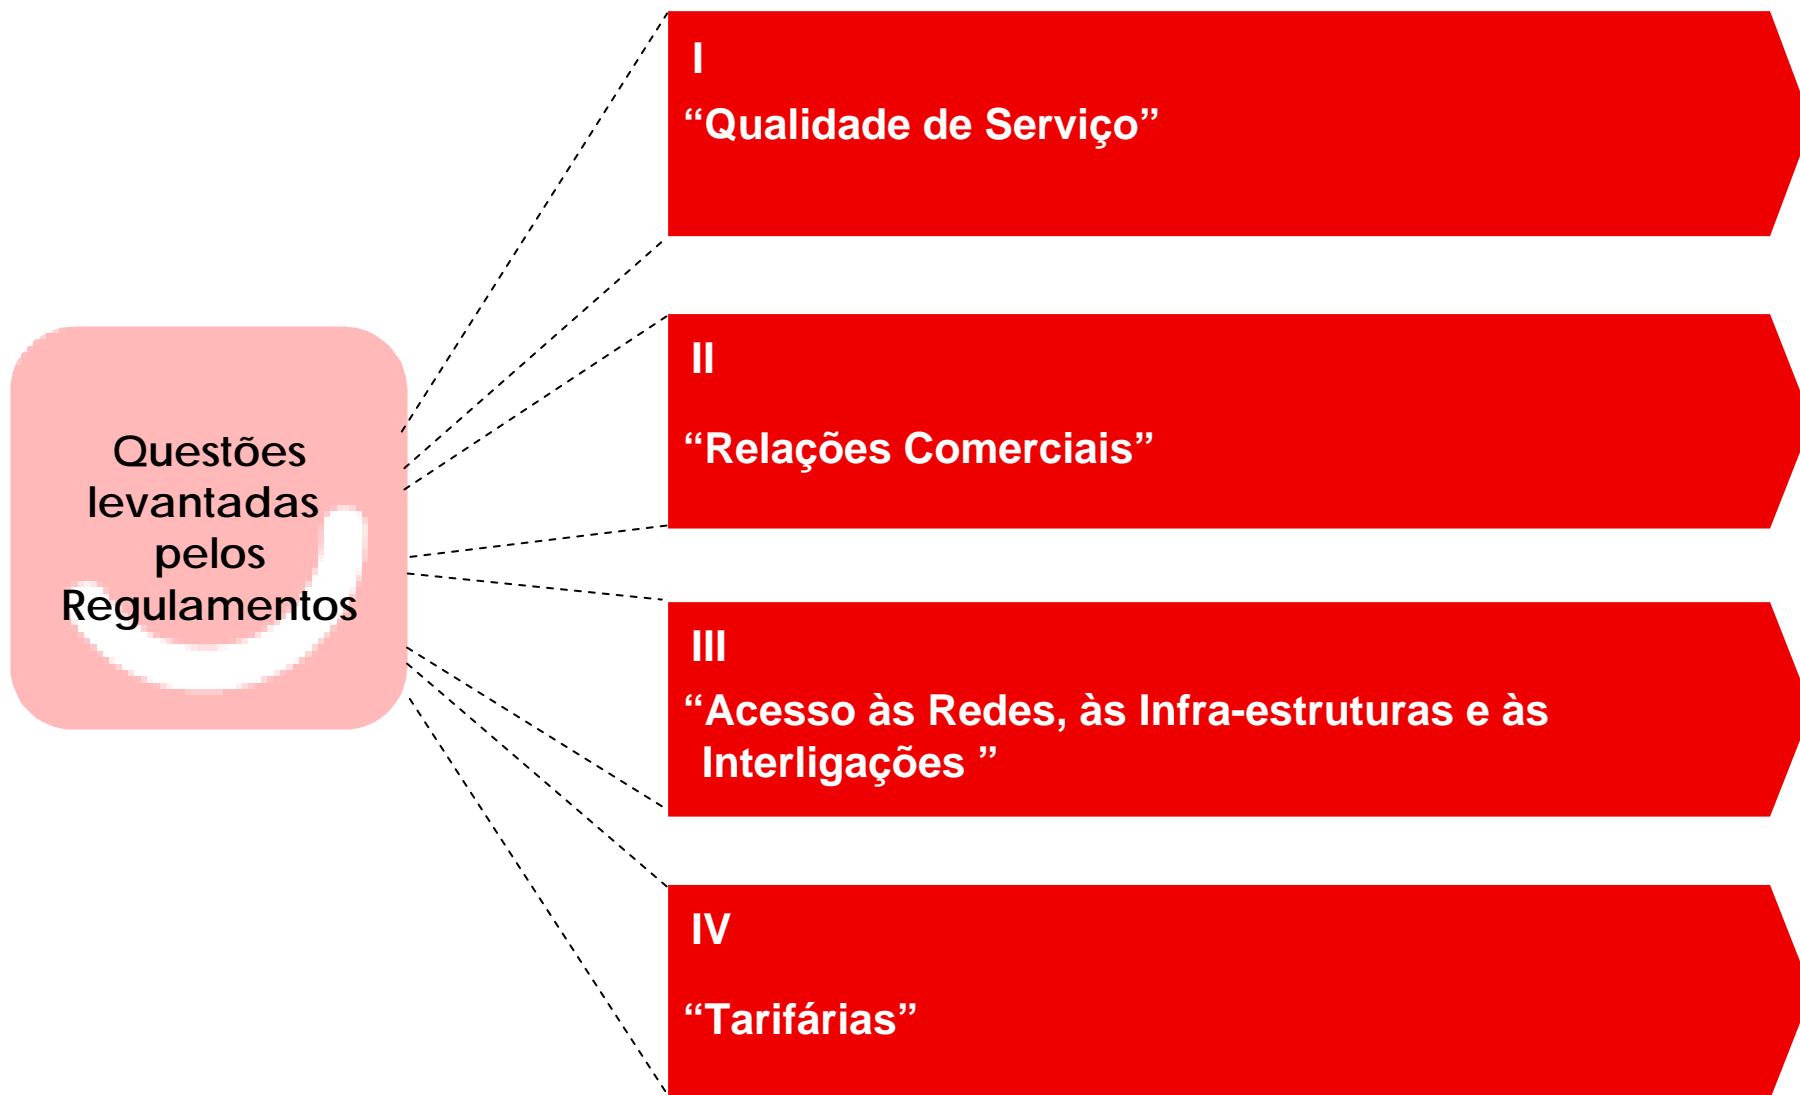 Questões
levantadas
pelos
Regulamentos
I
“Qualidade de Serviço”
II
“Relações Comerciais”
III
“Acesso às Redes, às Infra-estruturas e às
Interligações ”
IV
“Tarifárias”